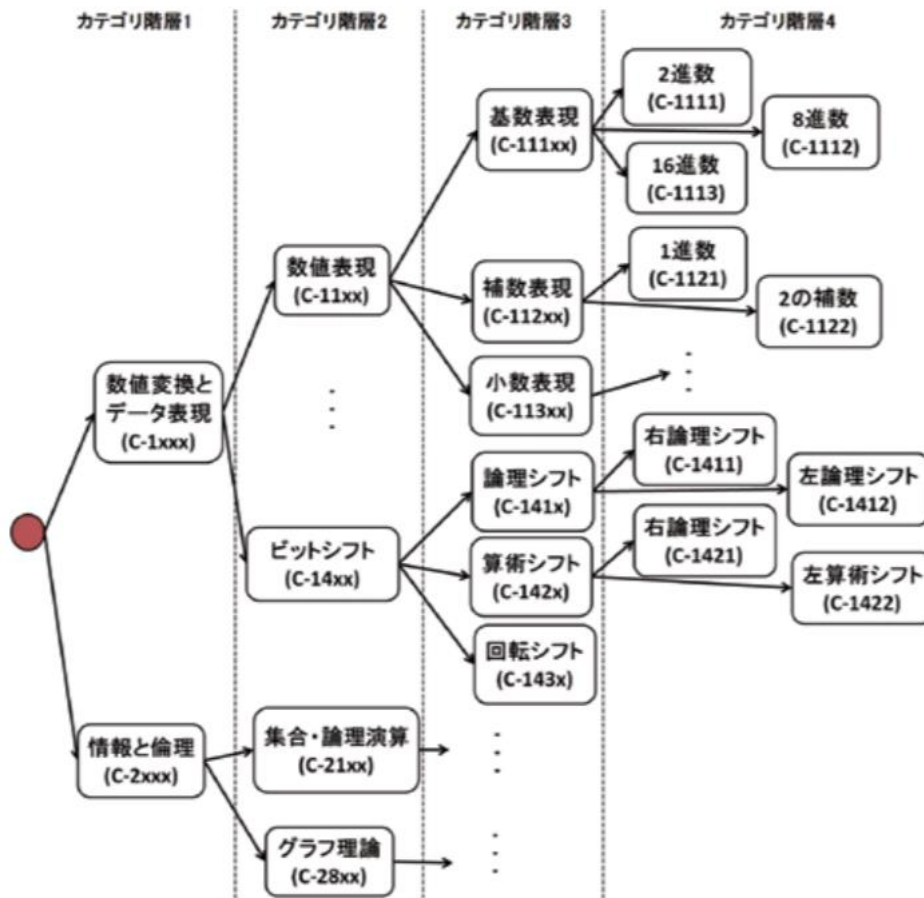 カテゴリ階層1
カテゴリ階層2
カテゴリ階層3
カテゴリ階層4
数値変換と
データ表現
(C-1xxx)
情報と倫理
(C-2xxx)
数値表現
(C-11xx)
ビットシフト
(C-14xx)
集合・論理演算
(C-21xx)
グラフ理論
(C-28xx)
基数表現
(C-111xx)
補数表現
(C-112xx)
小数表現
(C-113xx)
論理シフト
(C-141x)
算術シフト
(C-142x)
回転シフト
(C-143x)
2進数
(C-1111)
8進数
(C-1112)
16進数
(C-1113)
1進数
(C-1121)
2の補数
(C-1122)
右論理シフト
(C-1411)
左論理シフト
(C-1412)
右論理シフト
(C-1421)
左算術シフト
(C-1422)